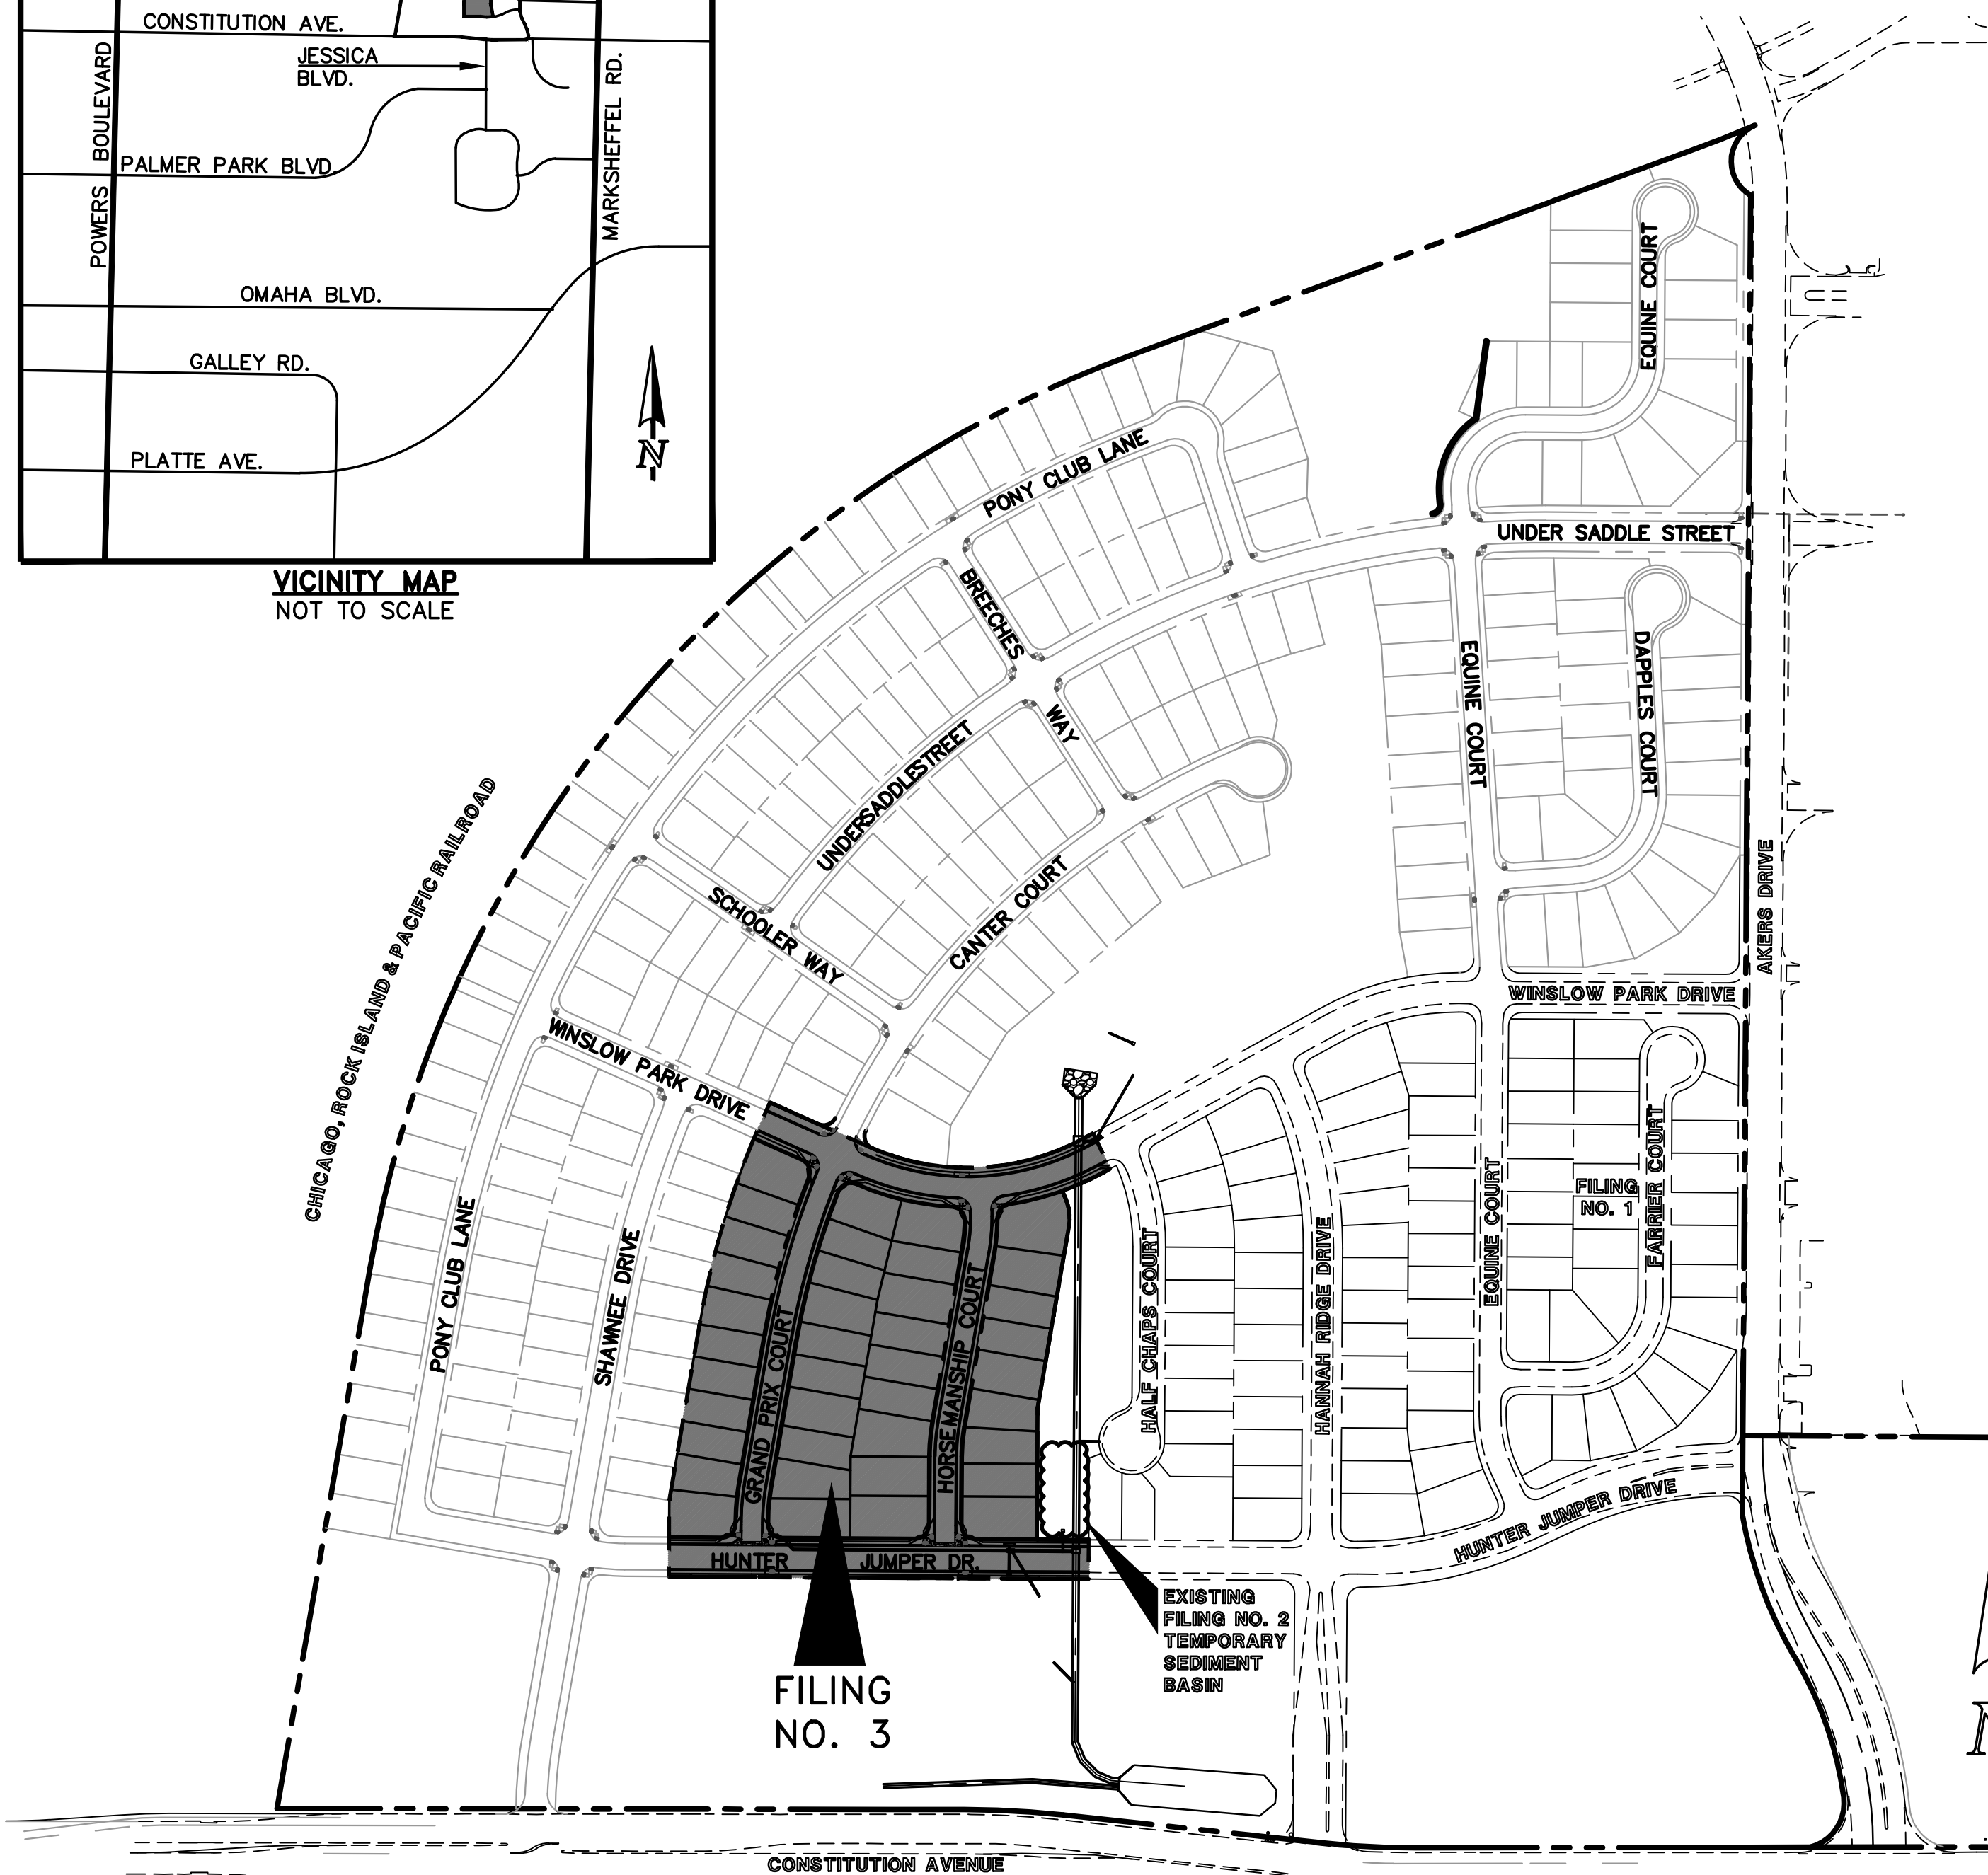 CONSTITUTION AVE.
JESSICA
BLVD.
POWERS BOULEVARD
MARKSHEFFEL RD.
PALMER PARK BLVD.
OMAHA BLVD.
GALLEY RD.
PLATTE AVE.
N
VICINITY MAP
NOT TO SCALE
EQUINE COURT
PONY CLUB LANE
UNDER SADDLE STREET
BREECHES
WAY
EQUINE COURT
DAPPLES COURT
UNDER SADDLE STREET
CHICAGO, ROCK ISLAND & PACIFIC RAILROAD
SCHOOLER WAY
CANTER COURT
AKERS DRIVE
WINSLOW PARK DRIVE
WINSLOW PARK DRIVE
PONY CLUB LANE
SHAWNEE DRIVE
GRAND PRIX COURT
HORSEMANSHIP COURT
HALF CHAPS COURT
HANNAH RIDGE DRIVE
EQUINE COURT
FILING
NO. 1
FARRIER COURT
HUNTER JUMPER DRIVE
HUNTER JUMPER DR.
EXISTING
FILING NO. 2
TEMPORARY
SEDIMENT
BASIN
FILING
NO. 3
CONSTITUTION AVENUE